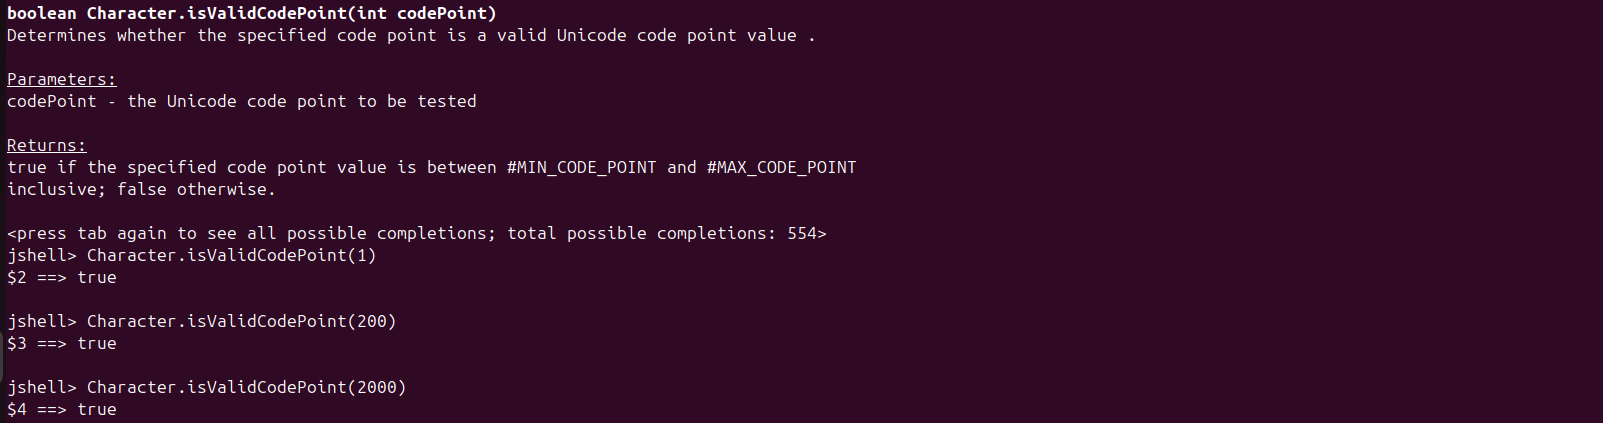 boolean Character.isValidCodePoint(int codePoint)
Determines whether the specified code point is a valid Unicode code point value .
Parameters:
codePoint - the Unicode code point to be tested
Returns:
true if the specified code point value is between #MIN_CODE_POINT and #MAX_CODE_POINT
inclusive; false otherwise.
<press tab again to see all possible completions; total possible completions: 554>
jshell> Character.isValidCodePoint(1)
$2 ==> true
jshell> Character.isValidCodePoint(200)
$3 ==> true
jshell> Character.isValidCodePoint(2000)
$4 ==> true